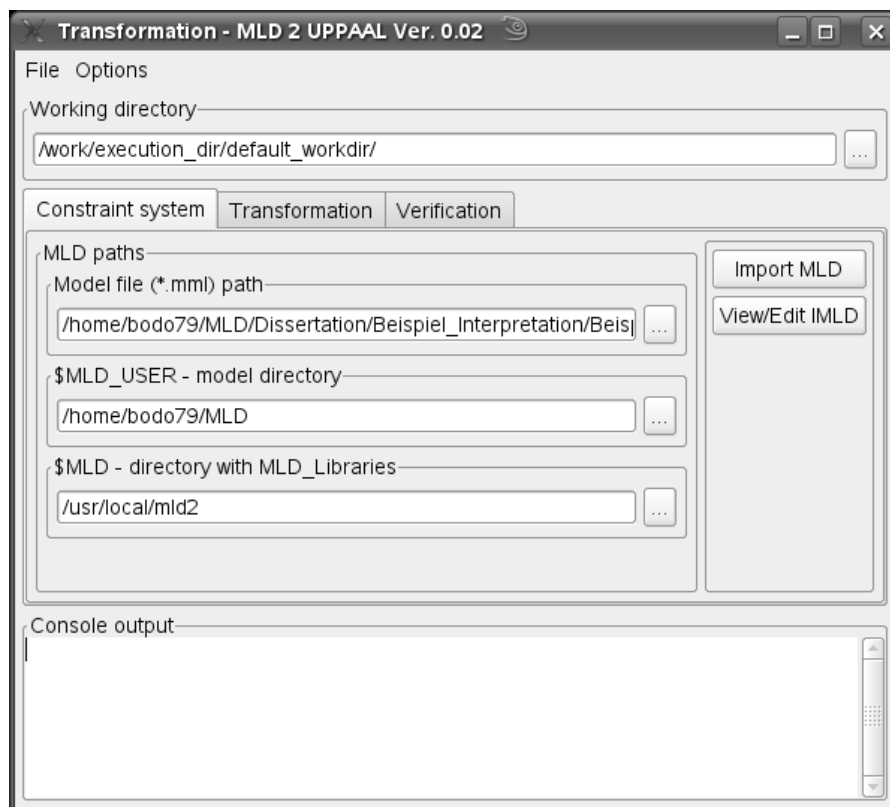 Transformation - MLD 2 UPPAAL Ver. 0.02
File Options
Working directory
/work/execution_dir/default_workdir/
...
Constraint system Transformation Verification
MLD paths
Model file (*.mml) path
/home/bodo79/MLD/Dissertation/Beispiel_Interpretation/Beisp
...
Import MLD
View/Edit IMLD
$MLD_USER - model directory
/home/bodo79/MLD
...
$MLD - directory with MLD_Libraries
/usr/local/mld2
...
Console output